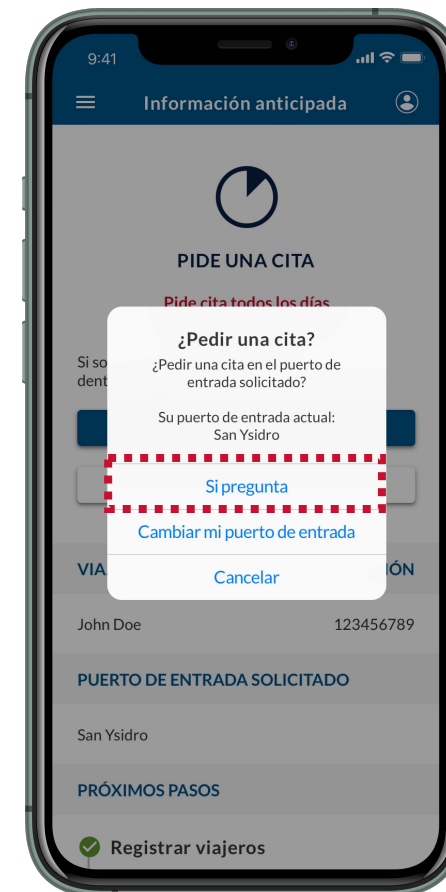 9:41
Información anticipada
PIDE UNA CITA
Pide cita todos los días
¿Pedir una cita?
Si so
¿Pedir una cita en el puerto de
dent
entrada solicitado?
Su puerto de entrada actual:
San Ysidro
Si pregunta
Cambiar mi puerto de entrada
VIA
IÓN
Cancelar
John Doe 123456789
PUERTO DE ENTRADA SOLICITADO
San Ysidro
PRÓXIMOS PASOS
Registrar viajeros